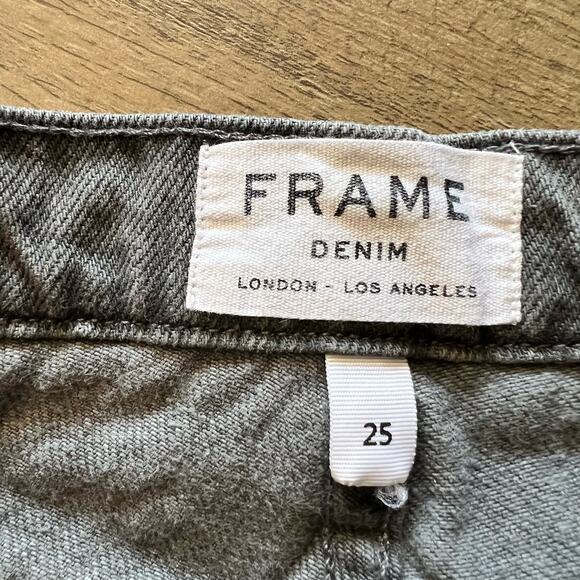 FRAME
DENIM
LONDON - LOS ANGELES
25